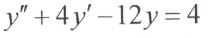 y″ + 4y′ − 12y = 4